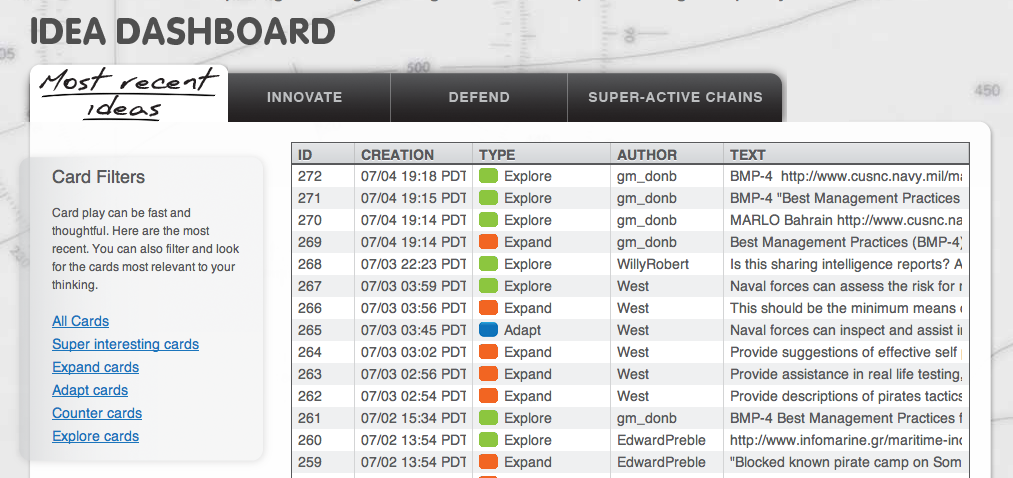 IDEA DASHBOARD
05
500
450
Most recent
ideas
INNOVATE DEFEND SUPER-ACTIVE CHAINS
Card Filters
Card play can be fast and
thoughtful. Here are the most
recent. You can also filter and look
for the cards most relevant to your
thinking.
All Cards
Super interesting cards
Expand cards
Adapt cards
Counter cards
Explore cards
ID CREATION TYPE AUTHOR TEXT
272 07/04 19:18 PDT Explore gm_donb BMP-4 http://www.cusnc.navy.mil/ma
271 07/04 19:15 PDT Explore gm_donb BMP-4 "Best Management Practices
270 07/04 19:14 PDT Explore gm_donb MARLO Bahrain http://www.cusnc.na
269 07/04 19:14 PDT Expand gm_donb Best Management Practices (BMP-4)
268 07/03 22:23 PDT Explore WillyRobert Is this sharing intelligence reports? A
267 07/03 03:59 PDT Explore West Naval forces can assess the risk for
266 07/03 03:56 PDT Expand West This should be the minimum means
265 07/03 03:45 PDT Adapt West Naval forces can inspect and assist
264 07/03 03:02 PDT Expand West Provide suggestions of effective self
263 07/03 02:56 PDT Expand West Provide assistance in real life testing,
262 07/03 02:54 PDT Expand West Provide descriptions of pirates tactics
261 07/02 15:34 PDT Explore gm_donb BMP-4 Best Management Practices f
260 07/02 13:54 PDT Explore EdwardPreble http://www.infomarine.gr/maritime-inc
259 07/02 13:54 PDT Expand EdwardPreble "Blocked known pirate camp on Som